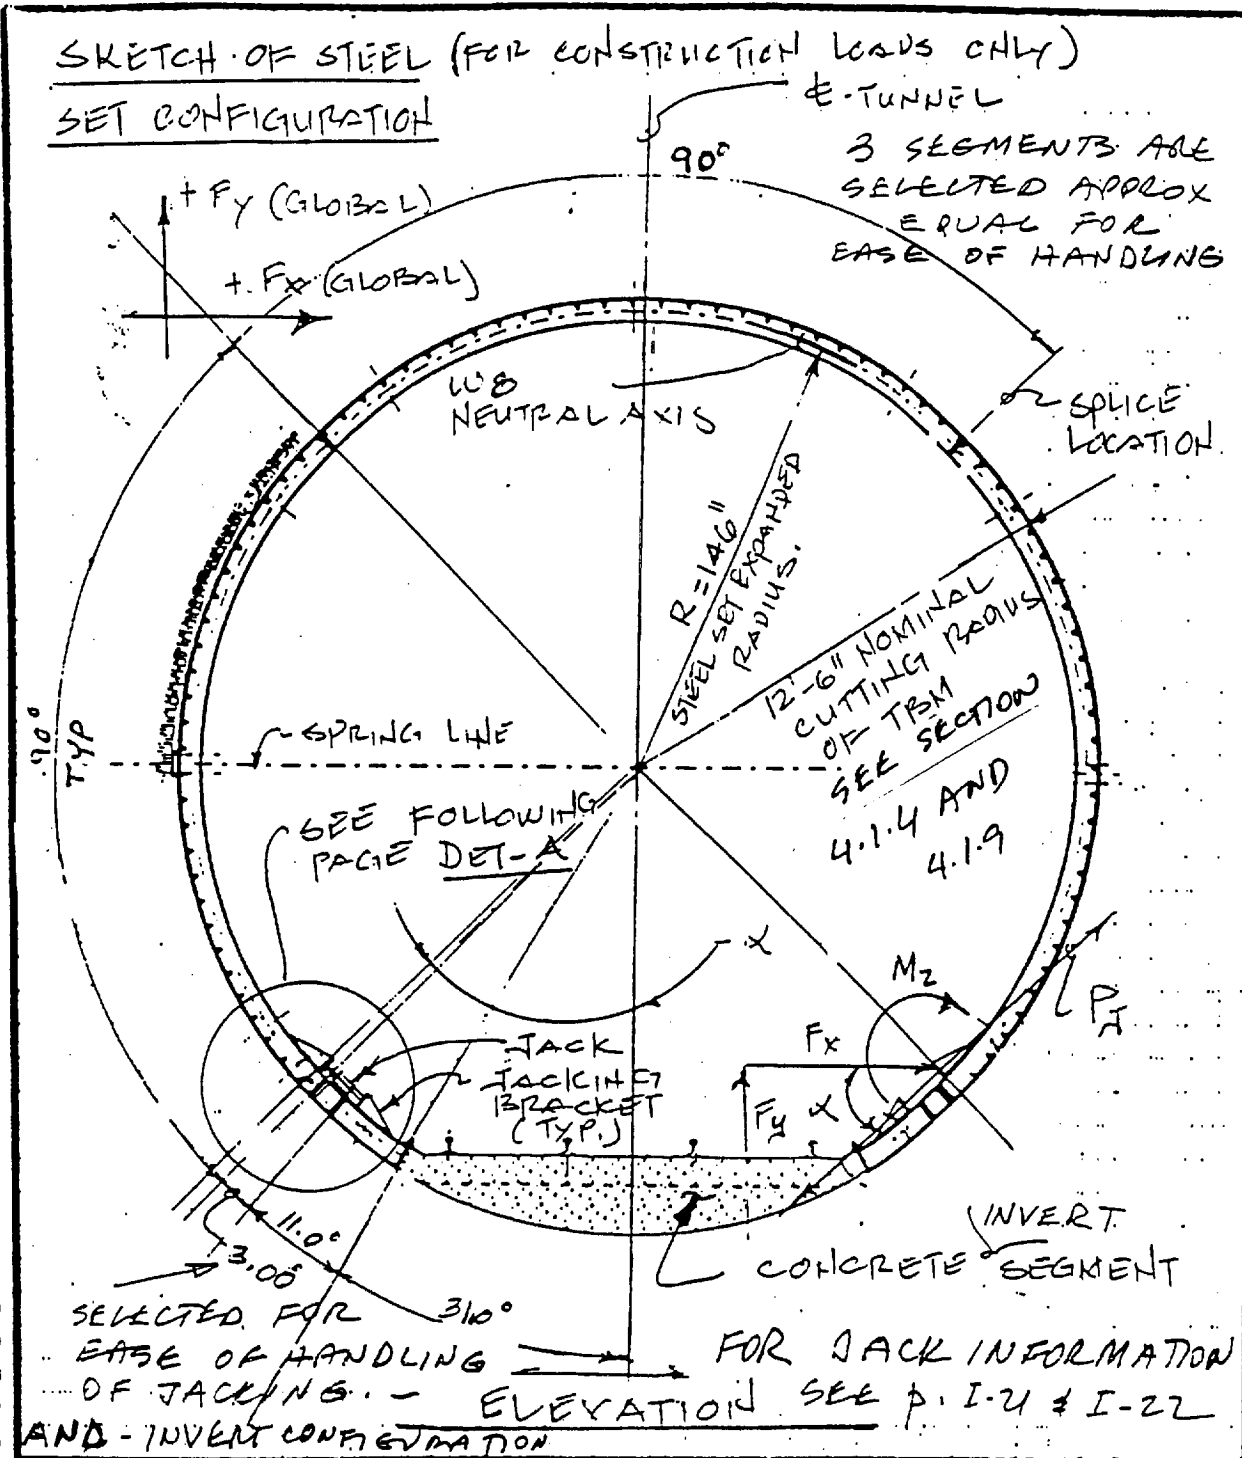 SKETCH OF STEEL (FOR CONSTRUCTION LOADS ONLY)
SET CONFIGURATION
℄ TUNNEL
90°
3 SEGMENTS ARE
SELECTED APPROX
EQUAL FOR
EASE OF HANDLING
+ Fy (GLOBAL)
+ Fx (GLOBAL)
W8
NEUTRAL AXIS
SPLICE
LOCATION
R=146"
STEEL SET EXPANDED
RADIUS.
12'-6" NOMINAL
CUTTING RADIUS
OF TBM
SEE SECTION
4.1.4 AND
4.1.9
90°
TYP
SPRING LINE
SEE FOLLOWING
PAGE DET-A
α
Mz
PJ
Fx
JACK
JACKING
BRACKET
(TYP.)
Fy
α
11.0°
3.00°
31.0°
INVERT
CONCRETE SEGMENT
SELECTED FOR
EASE OF HANDLING
OF JACKING. -
AND - INVERT CONFIGURATION
ELEVATION
FOR JACK INFORMATION
SEE p. I-21 & I-22